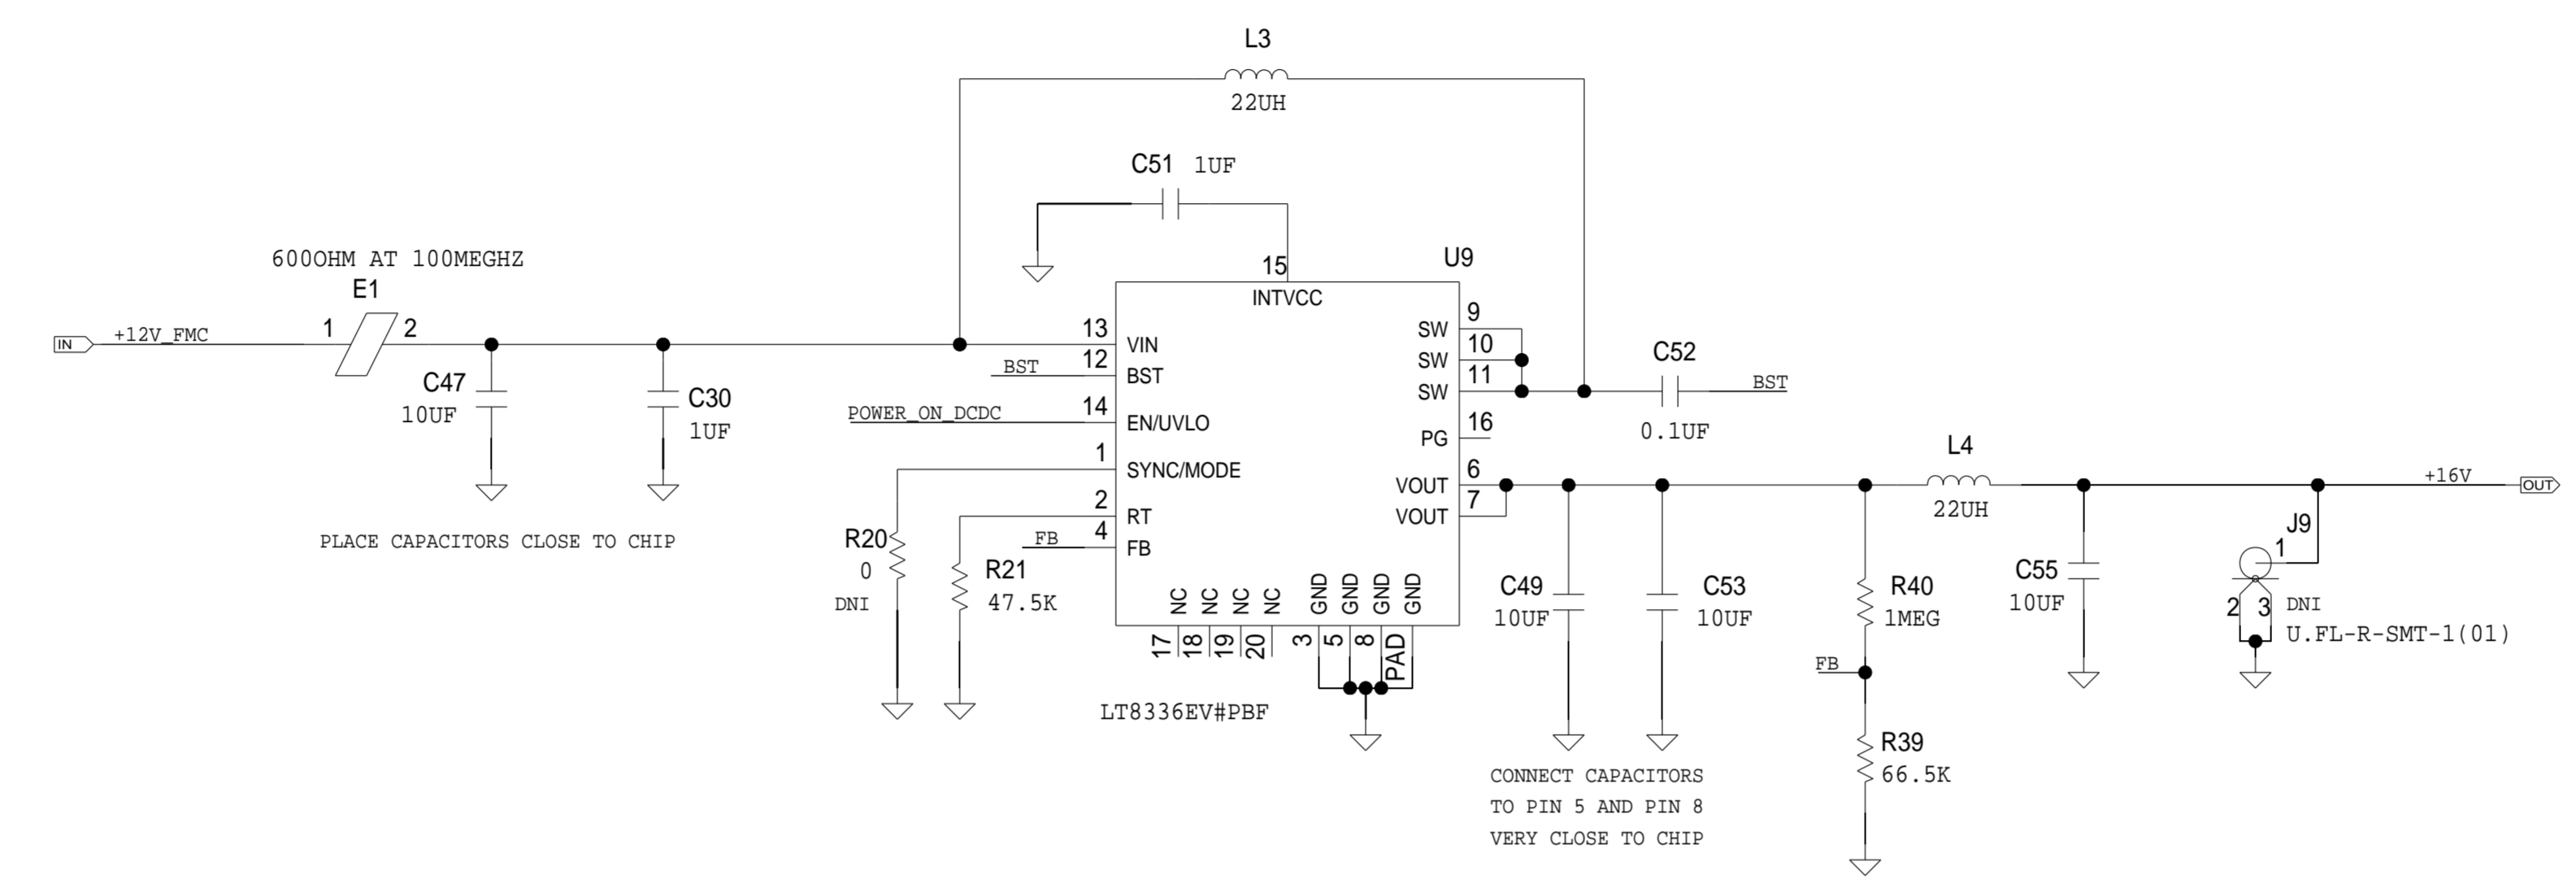 L3
22UH
C51 1UF
600OHM AT 100MEGHZ
E1
1 2
IN
+12V_FMC
C47
10UF
C30
1UF
PLACE CAPACITORS CLOSE TO CHIP
U9
15
INTVCC
13 VIN
BST 12 BST
POWER_ON_DCDC 14 EN/UVLO
1 SYNC/MODE
2 RT
FB 4 FB
SW 9
SW 10
SW 11
PG 16
VOUT 6
VOUT 7
NC NC NC NC GND GND GND GND
17 18 19 20 3 5 8 PAD
LT8336EV#PBF
R20
0
DNI
R21
47.5K
C52
0.1UF
BST
C49
10UF
C53
10UF
CONNECT CAPACITORS
TO PIN 5 AND PIN 8
VERY CLOSE TO CHIP
L4
22UH
R40
1MEG
FB
R39
66.5K
C55
10UF
+16V
OUT
J9
1
2 3
DNI
U.FL-R-SMT-1(01)